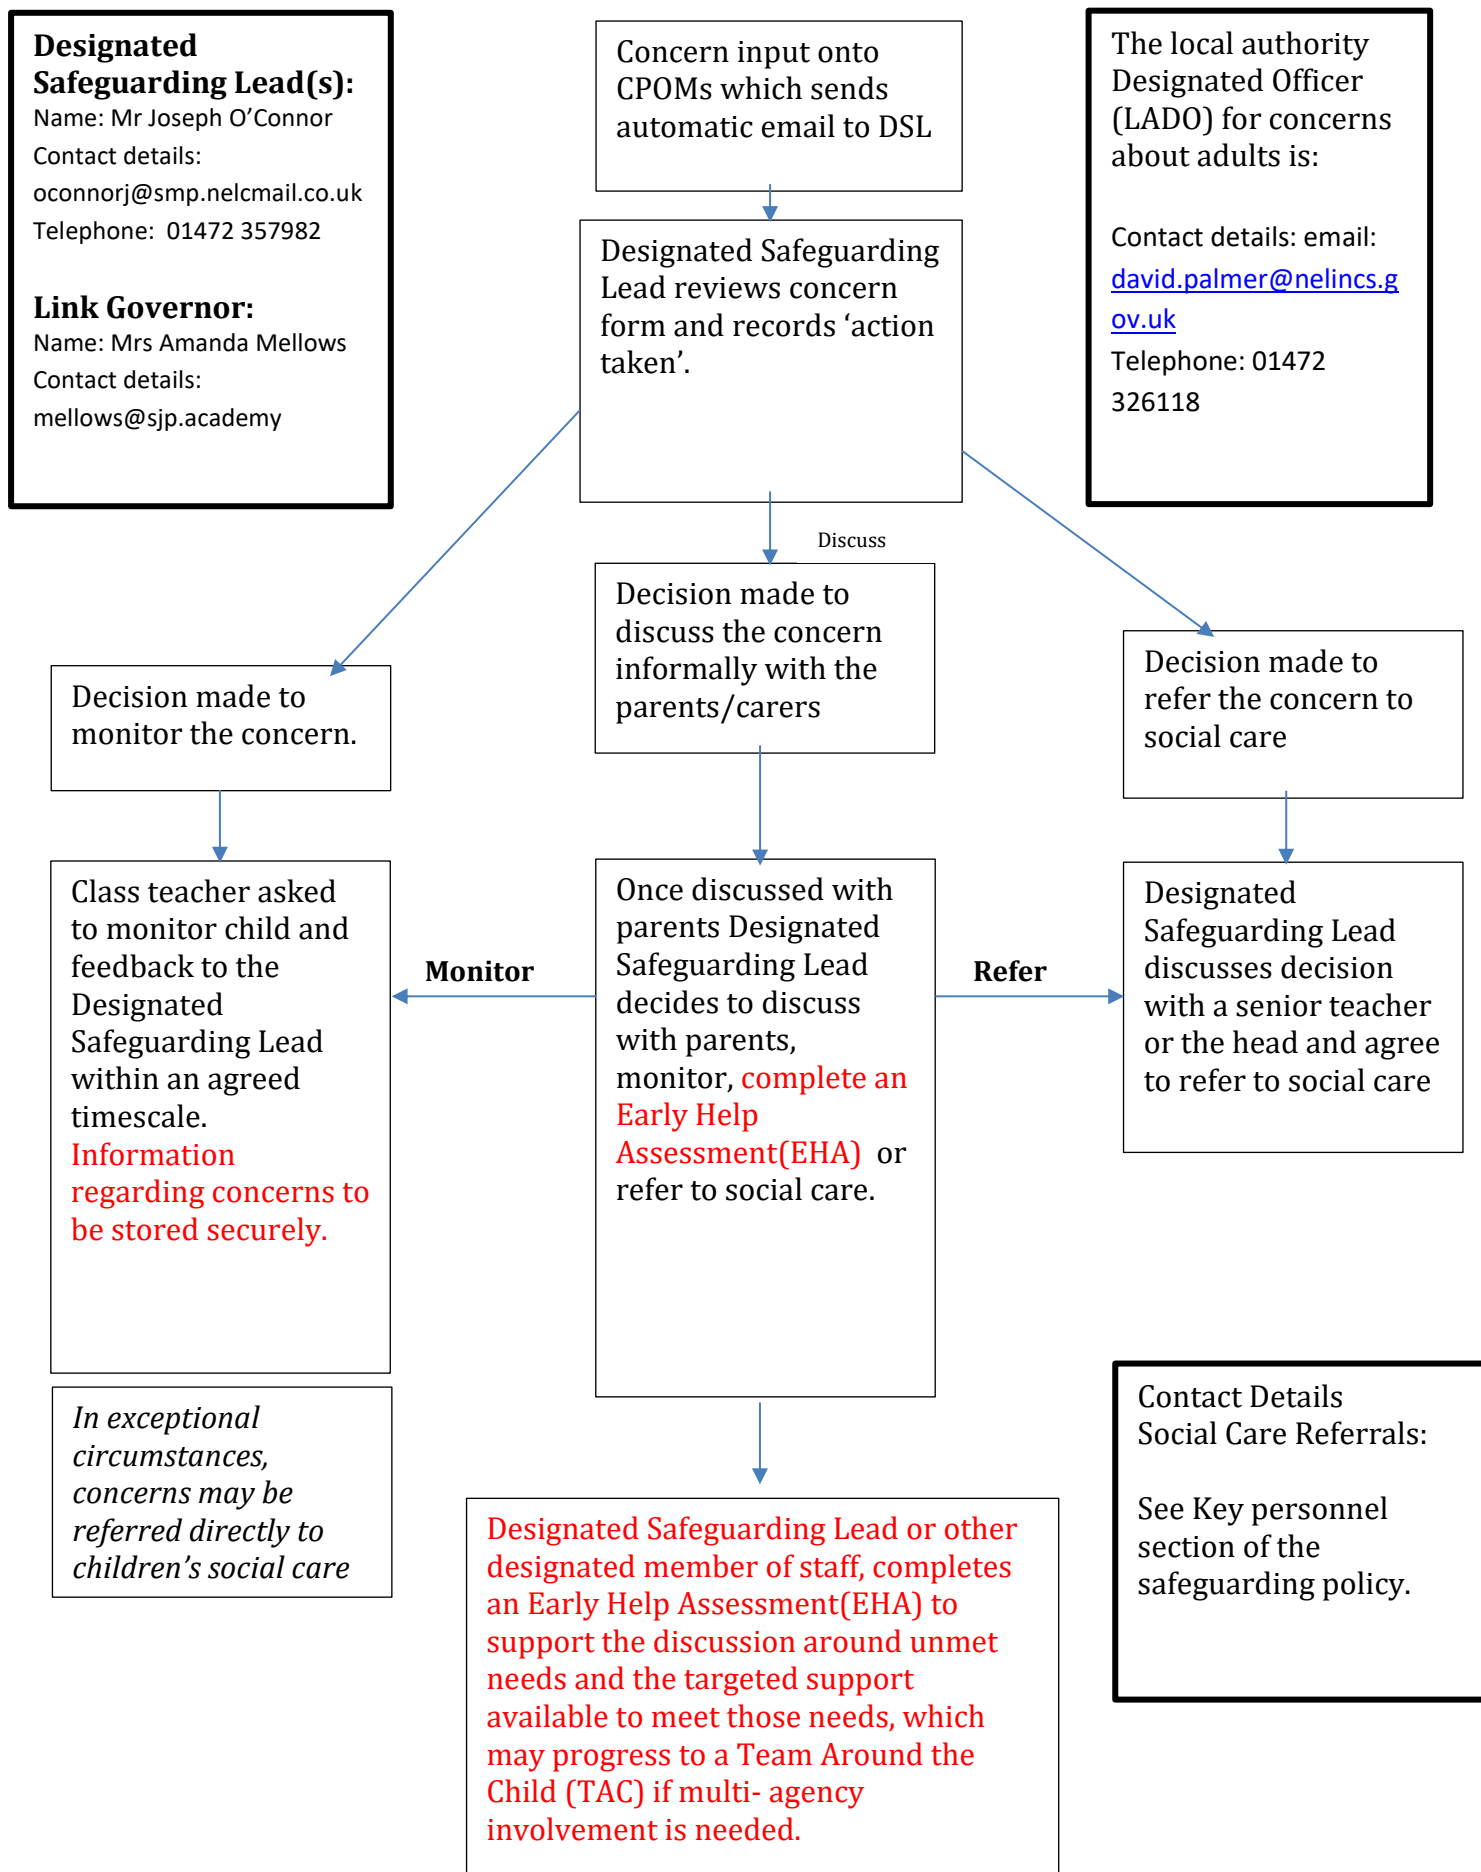 Designated
Safeguarding Lead(s):
Name: Mr Joseph O’Connor
Contact details:
oconnorj@smp.nelcmail.co.uk
Telephone:  01472 357982
Link Governor:
Name: Mrs Amanda Mellows
Contact details:
mellows@sjp.academy
Concern input onto
CPOMs which sends
automatic email to DSL
The local authority
Designated Officer
(LADO) for concerns
about adults is:
Contact details: email:
david.palmer@nelincs.g
ov.uk
Telephone: 01472
326118
Designated Safeguarding
Lead reviews concern
form and records ‘action
taken’.
Discuss
Decision made to
monitor the concern.
Decision made to
discuss the concern
informally with the
parents/carers
Decision made to
refer the concern to
social care
Class teacher asked
to monitor child and
feedback to the
Designated
Safeguarding Lead
within an agreed
timescale.
Information
regarding concerns to
be stored securely.
Monitor
Once discussed with
parents Designated
Safeguarding Lead
decides to discuss
with parents,
monitor, complete an
Early Help
Assessment(EHA)  or
refer to social care.
Refer
Designated
Safeguarding Lead
discusses decision
with a senior teacher
or the head and agree
to refer to social care
In exceptional
circumstances,
concerns may be
referred directly to
children’s social care
Contact Details
Social Care Referrals:
See Key personnel
section of the
safeguarding policy.
Designated Safeguarding Lead or other
designated member of staff, completes
an Early Help Assessment(EHA) to
support the discussion around unmet
needs and the targeted support
available to meet those needs, which
may progress to a Team Around the
Child (TAC) if multi- agency
involvement is needed.